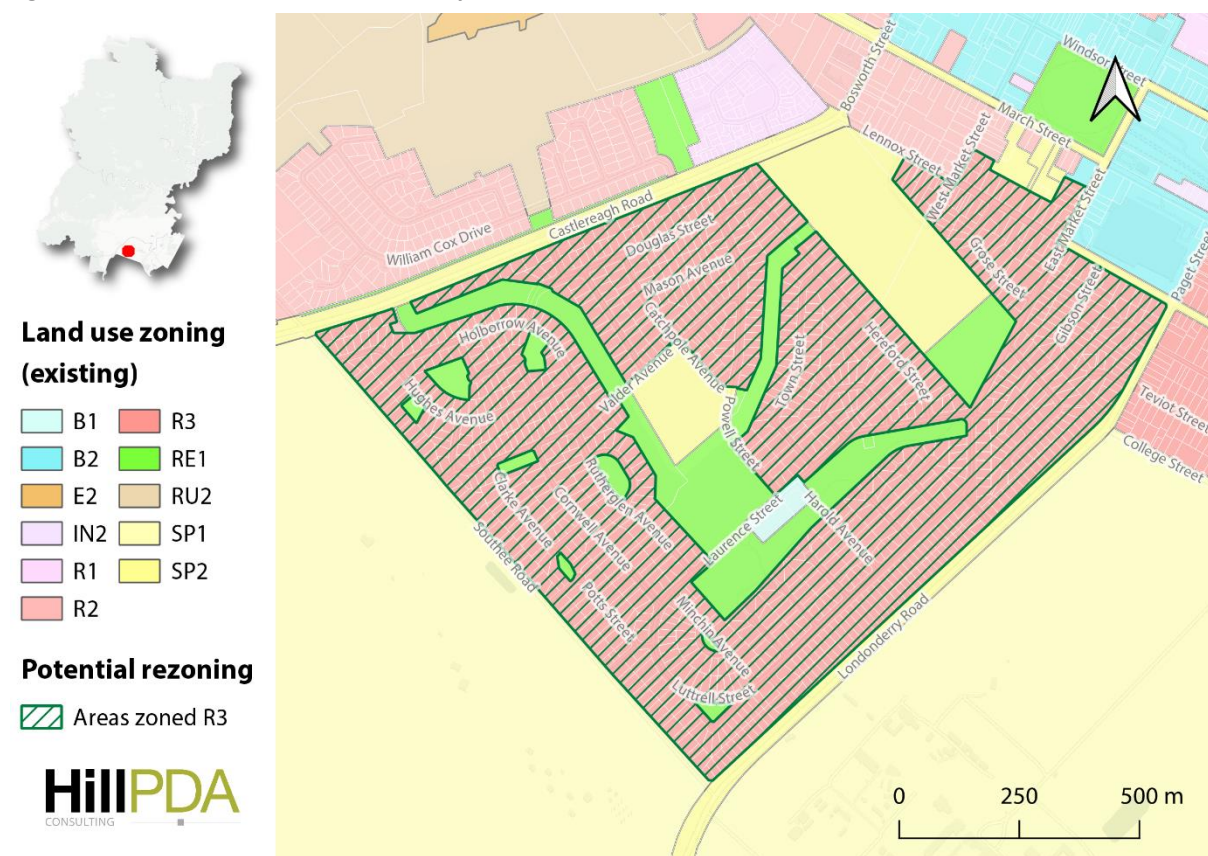 Land use zoning
(existing)
B1
R3
B2
RE1
E2
RU2
IN2
SP1
R1
SP2
R2
Potential rezoning
Areas zoned R3
HillPDA
CONSULTING
Windsor Street
Bosworth Street
March Street
Lennox Street
West Market Street
East Market Street
Paget Street
Castlereagh Road
William Cox Drive
Douglas Street
Mason Avenue
Catchpole Avenue
Grose Street
Gibson Street
Holborrow Avenue
Hereford Street
Hughes Avenue
Valder Avenue
Town Street
Powell Street
Teviot Street
College Street
Rutherglen Avenue
Clarke Avenue
Cornwell Avenue
Laurence Street
Harold Avenue
Southee Road
Potts Street
Minchin Avenue
Londonderry Road
Luttrell Street
0 250 500 m